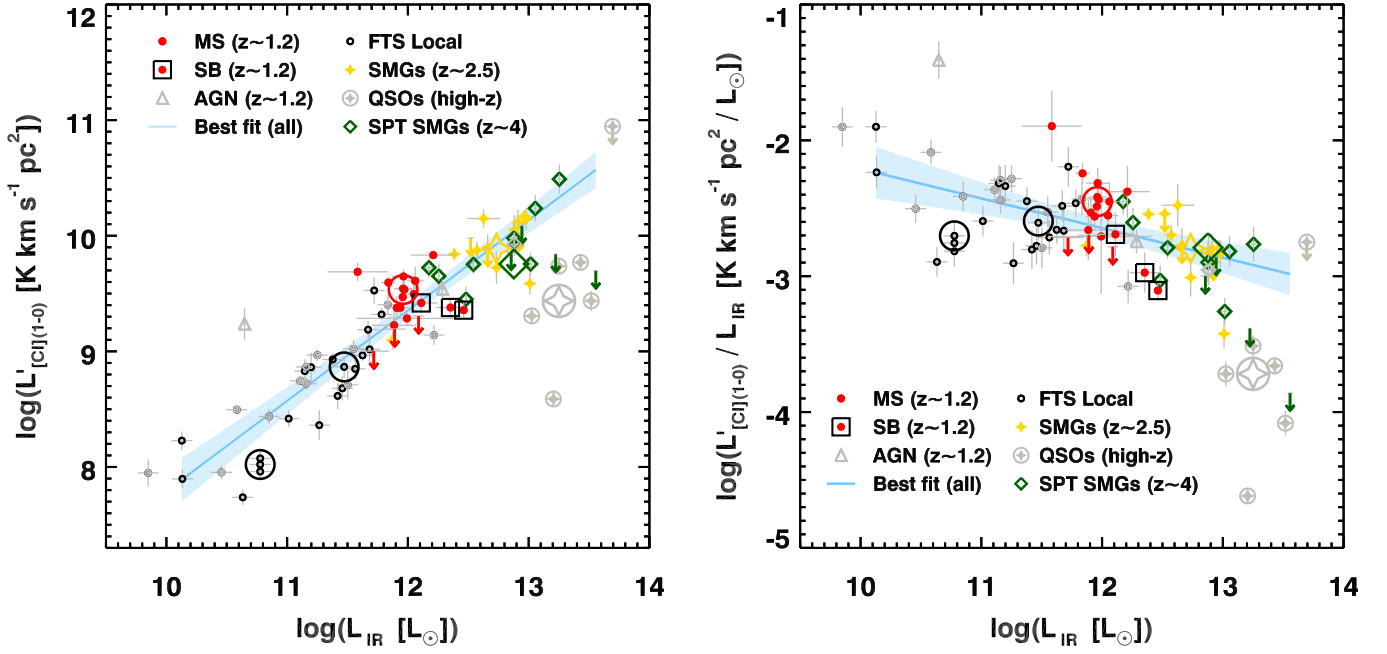 12
11
10
9
8
log(L'[CI](1-0) [K km s-1 pc2])
MS (z~1.2)
SB (z~1.2)
AGN (z~1.2)
Best fit (all)
FTS Local
SMGs (z~2.5)
QSOs (high-z)
SPT SMGs (z~4)
10 11 12 13 14
log(L IR [L⊙])
-1
-2
-3
-4
-5
log(L'[CI](1-0) / L IR [K km s-1 pc2 / L⊙])
MS (z~1.2)
SB (z~1.2)
AGN (z~1.2)
Best fit (all)
FTS Local
SMGs (z~2.5)
QSOs (high-z)
SPT SMGs (z~4)
10 11 12 13 14
log(L IR [L⊙])